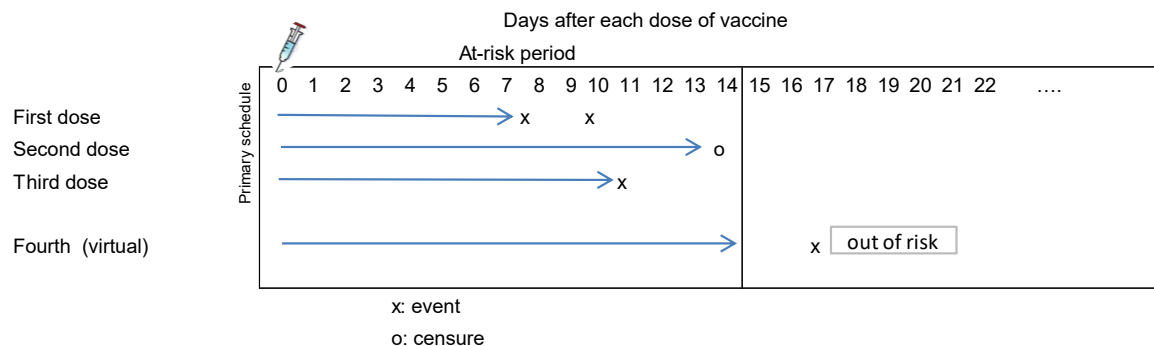 Days after each dose of vaccine
At-risk period
Primary schedule
0 1 2 3 4 5 6 7 8 9 10 11 12 13 14 15 16 17 18 19 20 21 22 ....
First dose x x
Second dose o
Third dose x
Fourth (virtual) x out of risk
x: event
o: censure